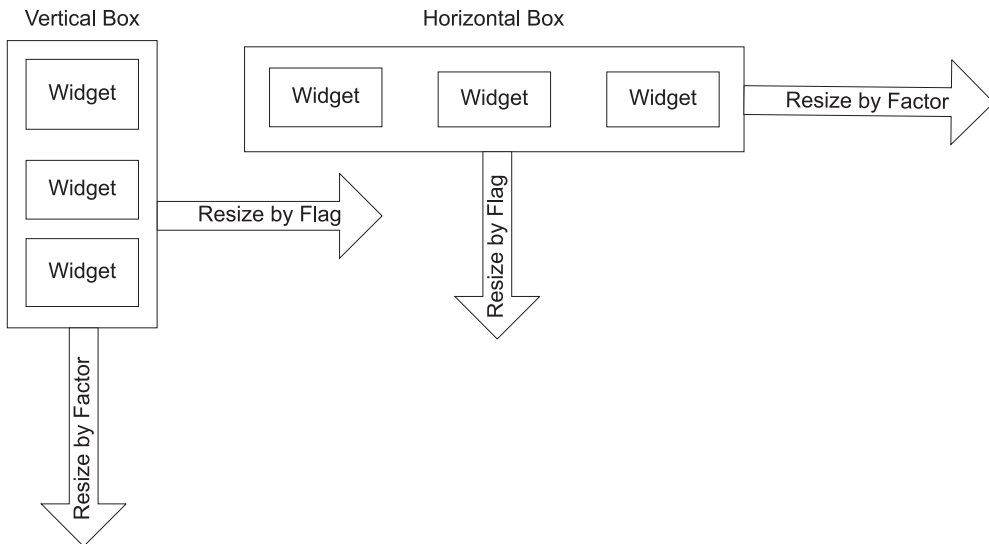 Vertical Box
Widget
Widget
Widget
Resize by Flag
Resize by Factor
Horizontal Box
Widget
Widget
Widget
Resize by Factor
Resize by Flag